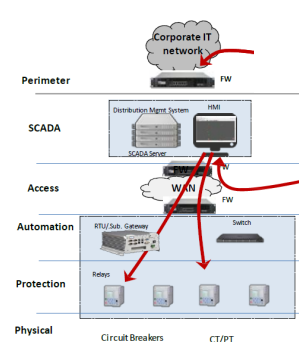 Corporate IT
network
FW
Perimeter
Distribution Mgmt System
HMI
SCADA
SCADA Server
FW
FW
Access
WAN
FW
Automation
RTU/Sub. Gateway
Switch
Relays
Protection
Physical
Circuit Breakers
CT/PT